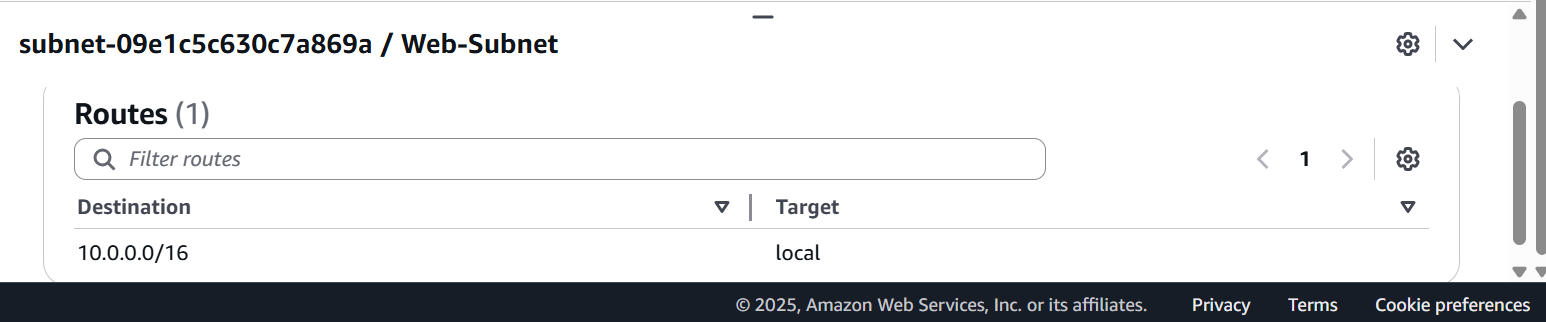 subnet-09e1c5c630c7a869a / Web-Subnet
Routes (1)
Filter routes
1
Destination Target
10.0.0.0/16 local
© 2025, Amazon Web Services, Inc. or its affiliates. Privacy Terms Cookie preferences